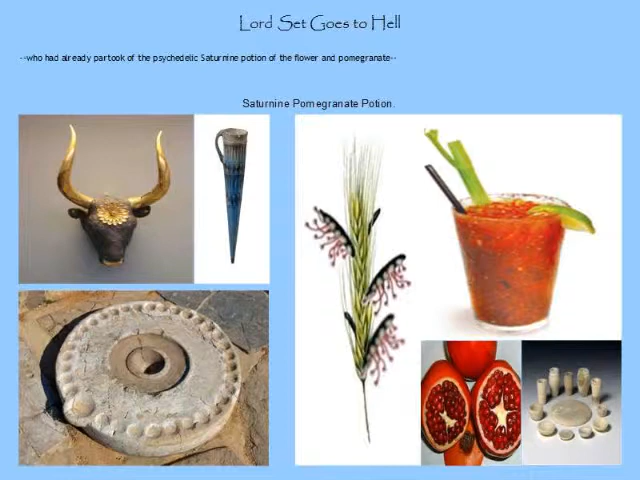 Lord Set Goes to Hell
--who had already partook of the psychedelic Saturnine potion of the flower and pomegranate--
Saturnine Pomegranate Potion.